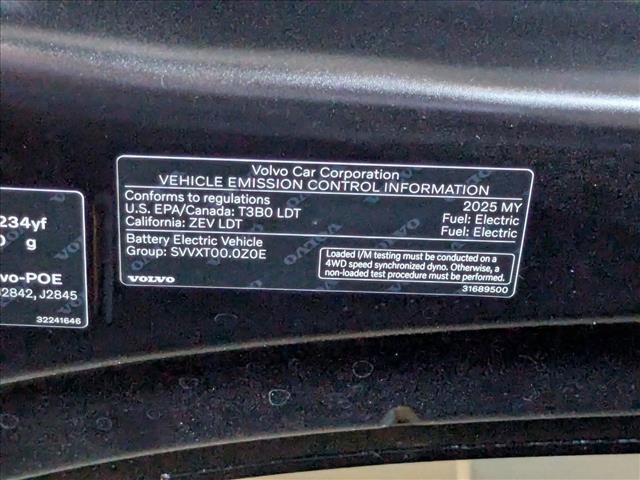 234yf
g
vo-POE
2842, J2845
32241646
Volvo Car Corporation
VEHICLE EMISSION CONTROL INFORMATION
Conforms to regulations 2025 MY
U.S. EPA/Canada: T3B0 LDT Fuel: Electric
California: ZEV LDT Fuel: Electric
Battery Electric Vehicle
Group: SVVXT00.0Z0E
Loaded I/M testing must be conducted on a
4WD speed synchronized dyno. Otherwise, a
non-loaded test procedure must be performed.
VOLVO
31689500